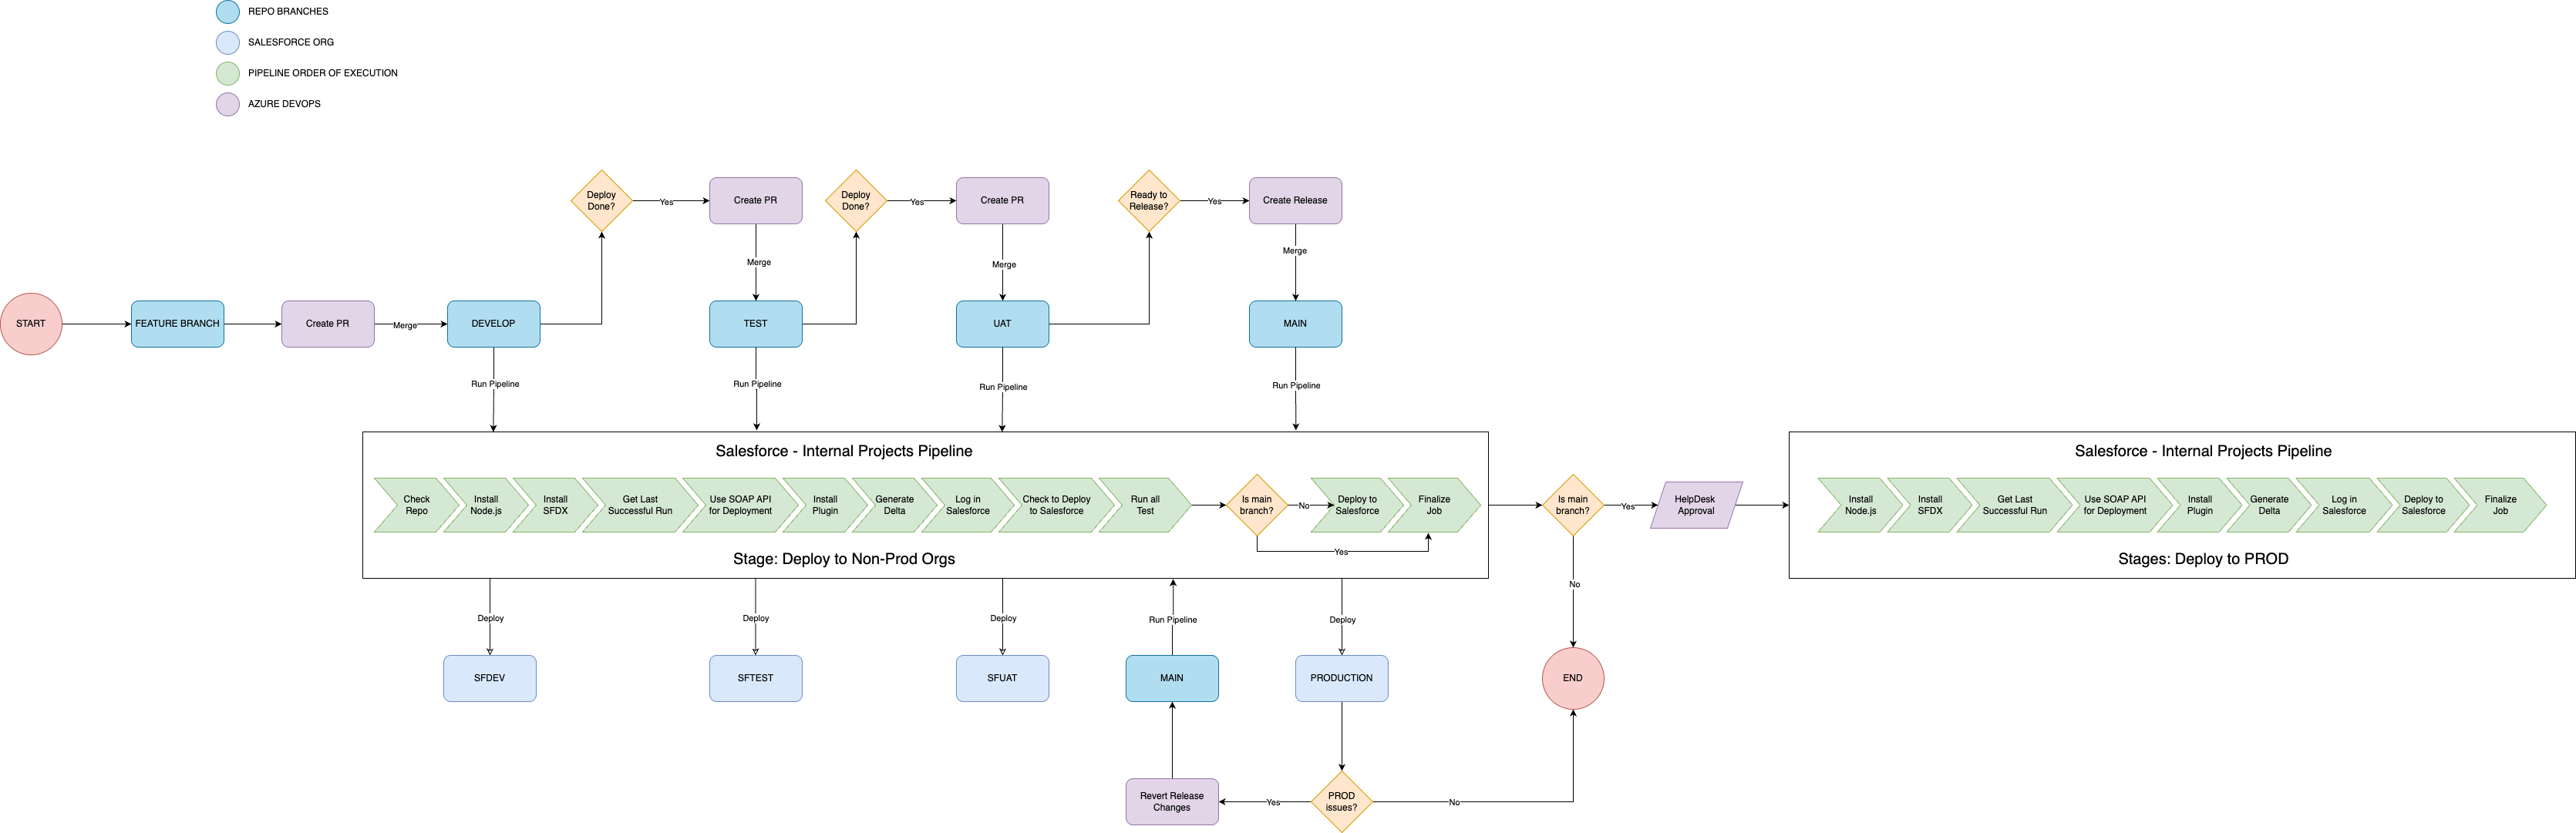 REPO BRANCHES
SALESFORCE ORG
PIPELINE ORDER OF EXECUTION
AZURE DEVOPS
Deploy
Done?
Yes
Create PR
Deploy
Done?
Yes
Create PR
Ready to
Release?
Yes
Create Release
Merge
Merge
Merge
START
FEATURE BRANCH
Create PR
Merge
DEVELOP
TEST
UAT
MAIN
Run Pipeline
Run Pipeline
Run Pipeline
Run Pipeline
Salesforce - Internal Projects Pipeline
Check
Repo
Install
Node.js
Install
SFDX
Get Last
Successful Run
Use SOAP API
for Deployment
Install
Plugin
Generate
Delta
Log in
Salesforce
Check to Deploy
to Salesforce
Run all
Test
Is main
branch?
No
Deploy to
Salesforce
Finalize
Job
Yes
Stage: Deploy to Non-Prod Orgs
Is main
branch?
Yes
HelpDesk
Approval
No
Salesforce - Internal Projects Pipeline
Install
Node.js
Install
SFDX
Get Last
Successful Run
Use SOAP API
for Deployment
Install
Plugin
Generate
Delta
Log in
Salesforce
Deploy to
Salesforce
Finalize
Job
Stages: Deploy to PROD
Deploy
Deploy
Deploy
Run Pipeline
Deploy
SFDEV
SFTEST
SFUAT
MAIN
PRODUCTION
END
Revert Release
Changes
Yes
PROD
issues?
No